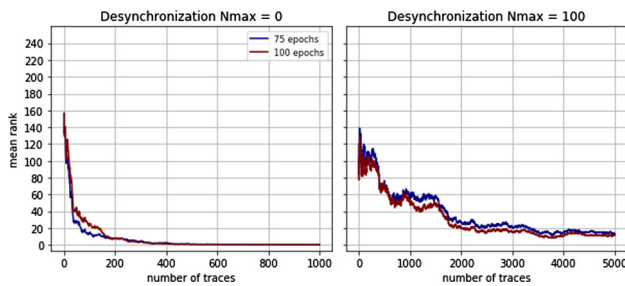 Desynchronization Nmax = 0
Desynchronization Nmax = 100
75 epochs
100 epochs
mean rank
240
220
200
180
160
140
120
100
80
60
40
20
0
0 200 400 600 800 1000
0 1000 2000 3000 4000 5000
number of traces
number of traces